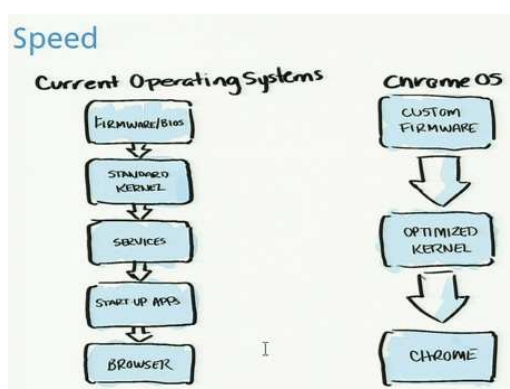 Speed
Current Operating Systems
FIRMWARE/BIOS
STANDARD
KERNEL
SERVICES
START UP APPS
BROWSER
Chrome OS
CUSTOM
FIRMWARE
OPTIMIZED
KERNEL
CHROME